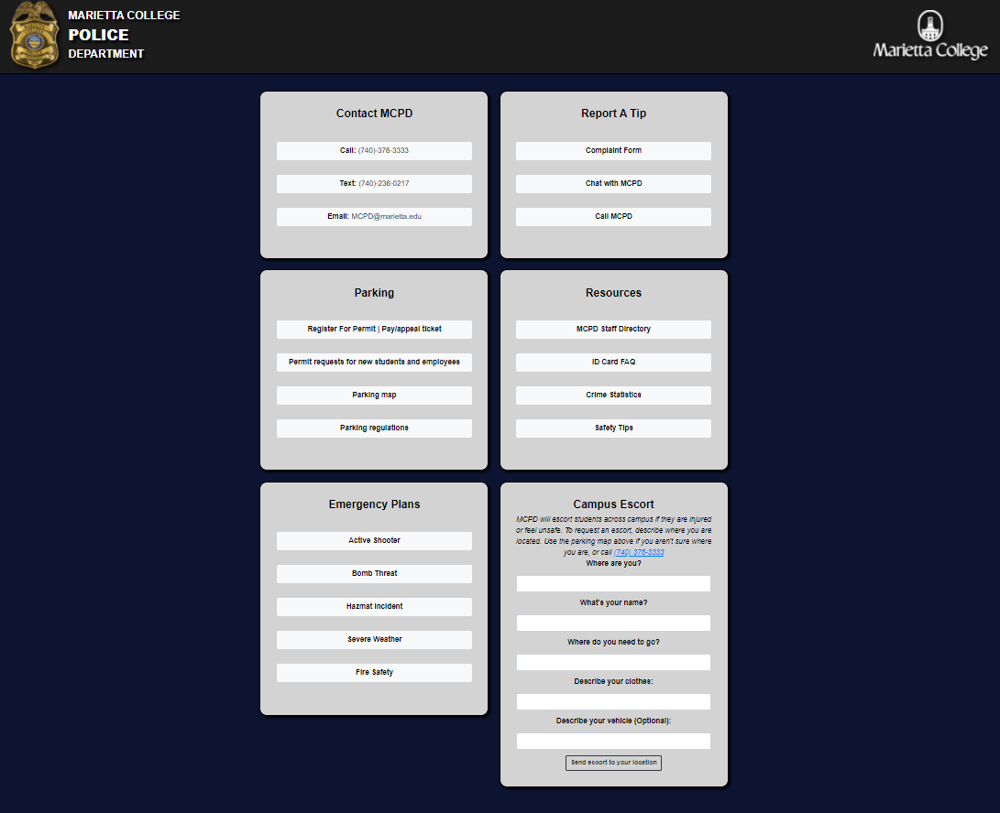 MARIETTA COLLEGE
POLICE
DEPARTMENT
Marietta College
Contact MCPD
Call: (740)-376-3333
Text: (740)-236-0217
Email: MCPD@marietta.edu
Report A Tip
Complaint Form
Chat with MCPD
Call MCPD
Parking
Register For Permit | Pay/appeal ticket
Permit requests for new students and employees
Parking map
Parking regulations
Resources
MCPD Staff Directory
ID Card FAQ
Crime Statistics
Safety Tips
Emergency Plans
Active Shooter
Bomb Threat
Hazmat Incident
Severe Weather
Fire Safety
Campus Escort
MCPD will escort students across campus if they are injured
or feel unsafe. To request an escort, describe where you are
located. Use the parking map above if you aren't sure where
you are, or call (740) 376-3333
Where are you?
What's your name?
Where do you need to go?
Describe your clothes:
Describe your vehicle (Optional):
Send escort to your location